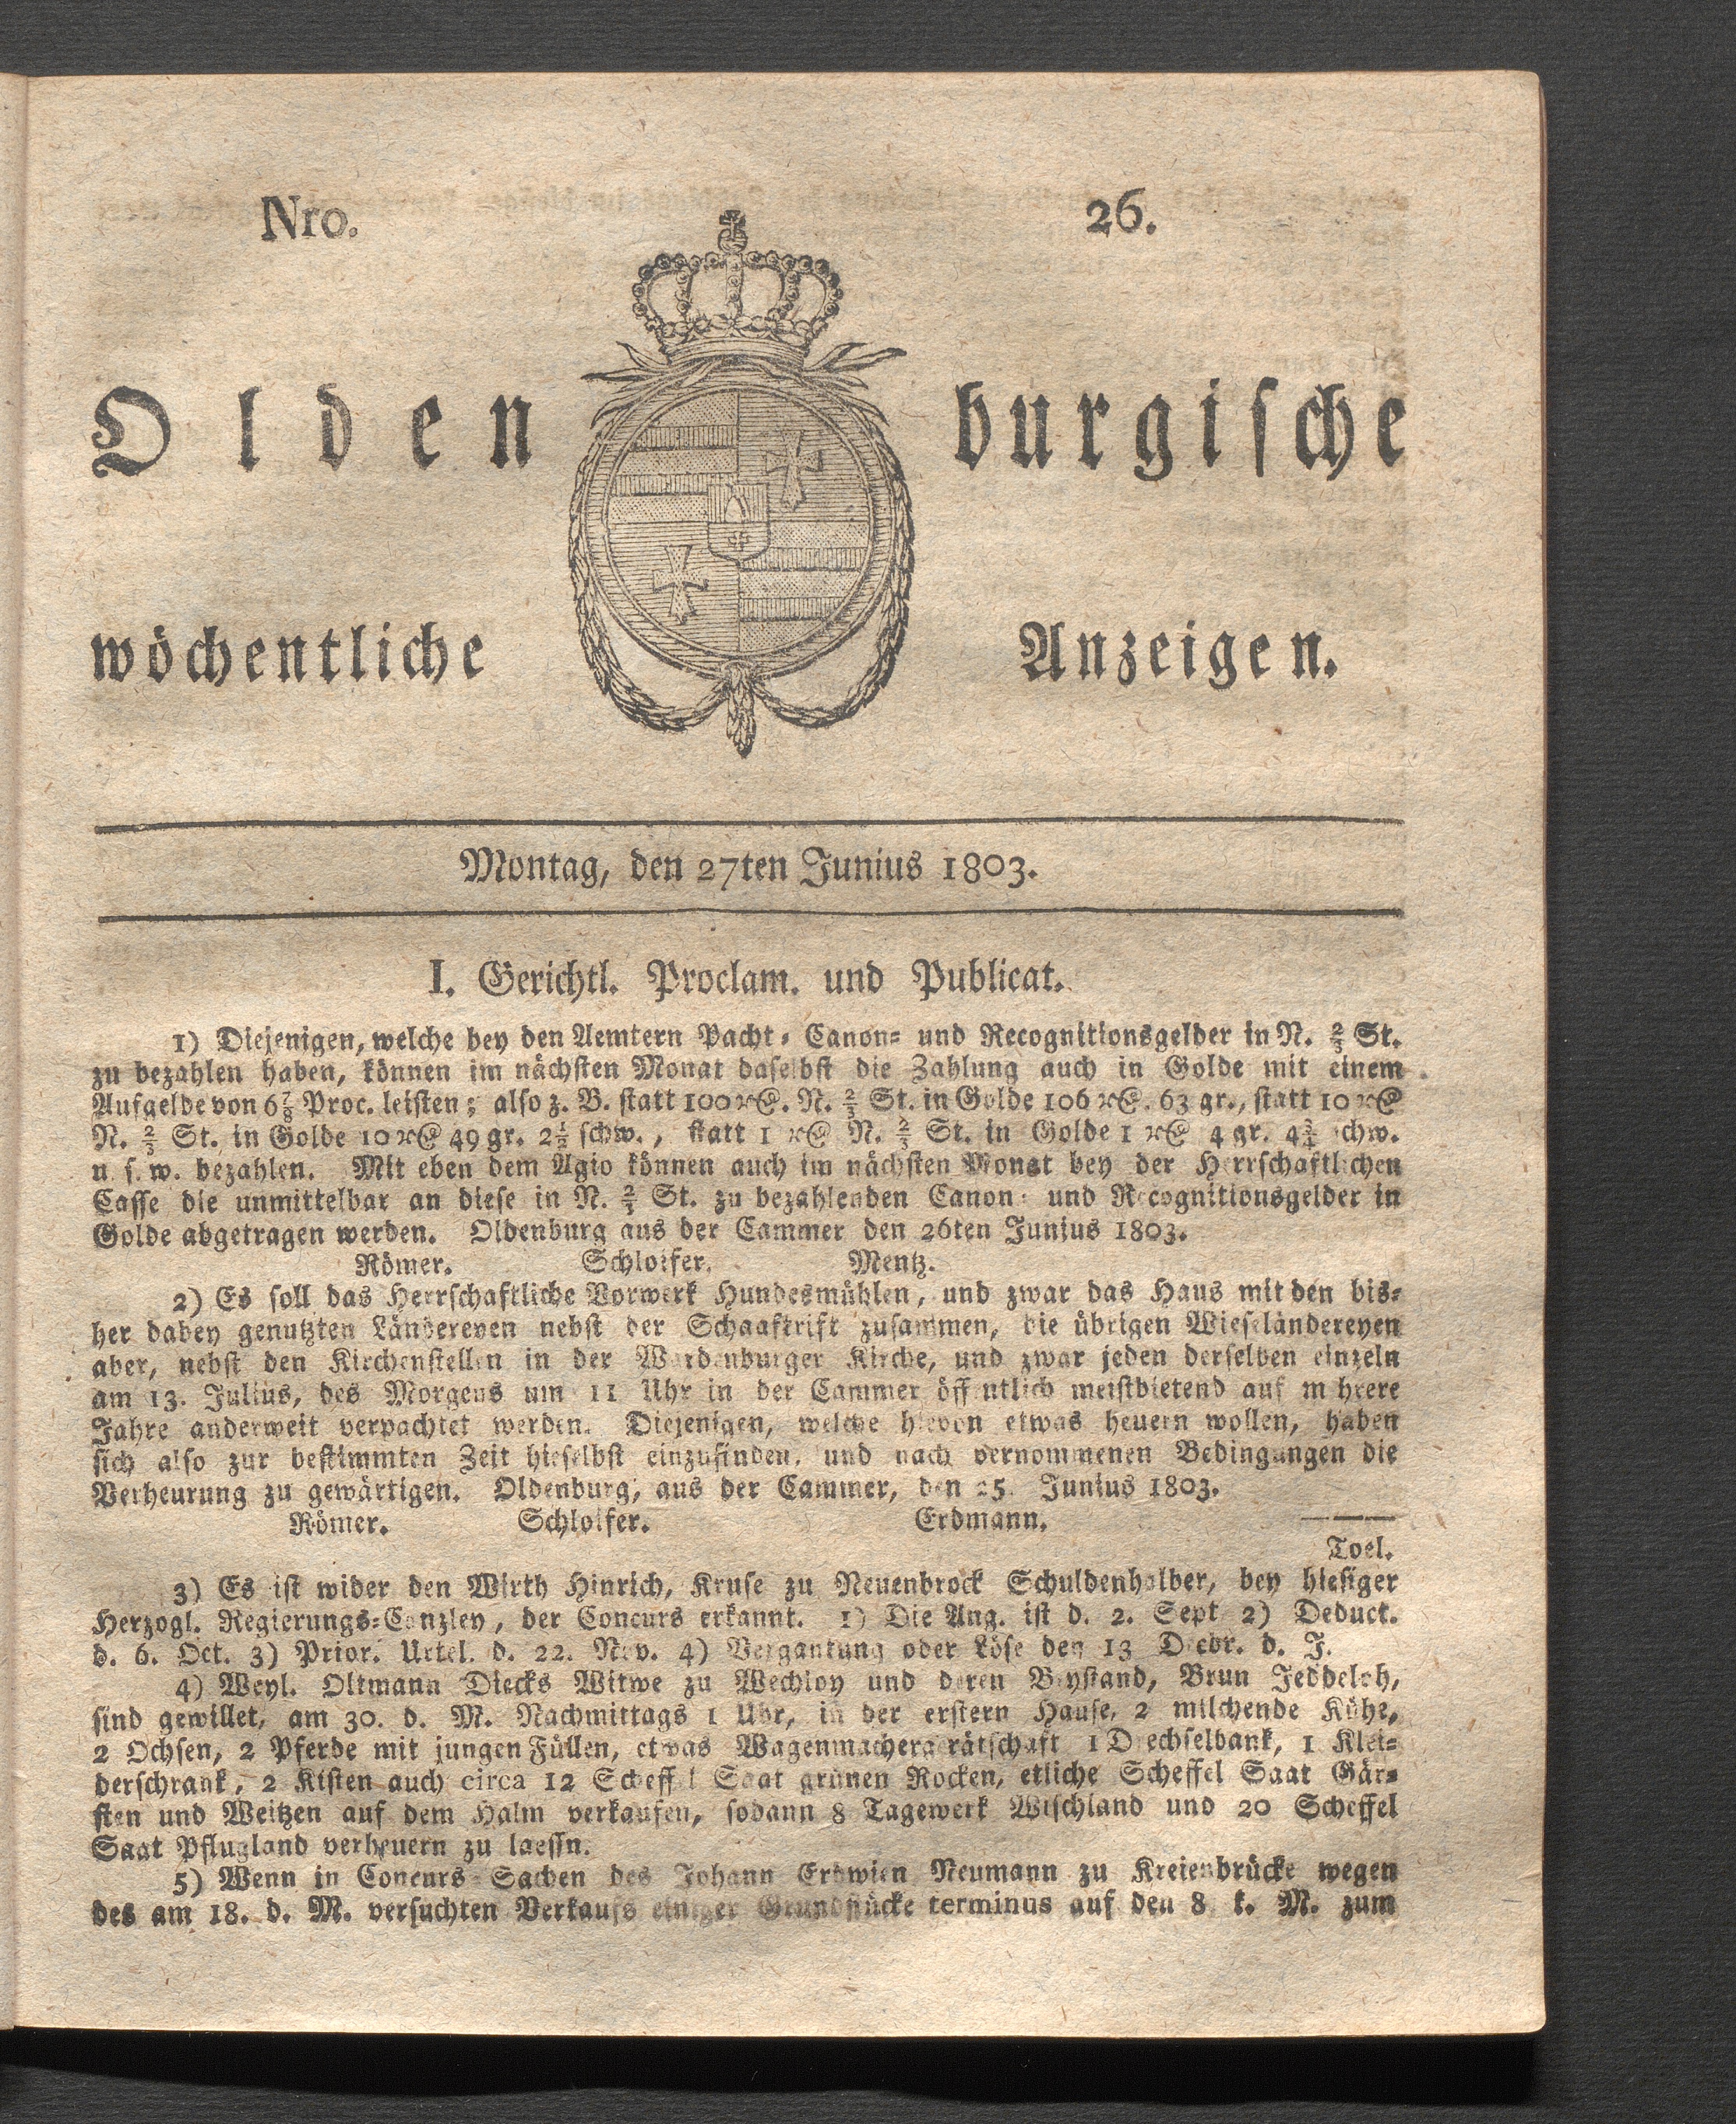 Nro. 26.
Olden burgische
wöchentliche Anzeigen.
Montag, den 27ten Junius 1803.
I. Gerichtl. Proclam. und Publicat.
1) Diejenigen, welche bey den Aemtern Pacht- Canon- und Recognitionsgelder in N. ⅔ St.
zu bezahlen haben, können im nächsten Monat daselbst die Zahlung auch in Golde mit einem
Aufgelde von 6⅞ Proc. leisten; also z. B. statt 100 r₰. N. ⅔ St. in Golde 106 r₰. 63 gr., statt 10 r₰
N. ⅔ St. in Golde 10 r₰ 49 gr. 2½ schw., statt 1 r₰ N. ⅔ St. in Golde 1 r₰ 4 gr. 4¾ schw.
u. s. w. bezahlen. Mit eben dem Agio können auch im nächsten Monat bey der Herrschaftlichen
Casse die unmittelbar an diese in N. ⅔ St. zu bezahlenden Canon- und Recognitionsgelder in
Golde abgetragen werden. Oldenburg aus der Cammer den 26ten Junius 1803.
Römer. Schloifer. Mentz.
2) Es soll das Herrschaftliche Vorwerk Hundesmühlen, und zwar das Haus mit den bis-
her dabey genutzten Ländereyen nebst der Schaaftrift zusammen, die übrigen Wieseländereyen
aber, nebst den Kirchenstellen in der Wardenburger Kirche, und zwar jeden derselben einzeln
am 13. Julius, des Morgens um 11 Uhr in der Cammer öffentlich meistbietend auf mehrere
Jahre anderweit verpachtet werden. Diejenigen, welche hievon etwas heuern wollen, haben
sich also zur bestimmten Zeit hieselbst einzufinden, und nach vernommenen Bedingungen die
Verheurung zu gewärtigen. Oldenburg, aus der Cammer, den 25. Junius 1803.
Römer. Schloifer. Erdmann. ———
Toel.
3) Es ist wider den Wirth Hinrich, Kruse zu Neuenbrock Schuldenhalber, bey hiesiger
Herzogl. Regierungs-Canzley, der Concurs erkannt. 1) Die Ang. ist d. 2. Sept 2) Deduct.
d. 6. Oct. 3) Prior. Urtel. d. 22. Nov. 4) Vergantung oder Löse den 13 Decbr. d. J.
4) Weyl. Oltmann Diecks Witwe zu Wechloy und deren Beystand, Brun Jeddeloh,
sind gewillet, am 30. d. M. Nachmittags 1 Uhr, in der erstern Hause, 2 milchende Kühe,
2 Ochsen, 2 Pferde mit jungen Füllen, etwas Wagenmachergerätschaft 1 Drechselbank, 1 Klei-
derschrank, 2 Kisten auch circa 12 Scheffel Saat grünen Rocken, etliche Scheffel Saat Gär-
sten und Weitzen auf dem Halm verkaufen, sodann 8 Tagewerk Wischland und 20 Scheffel
Saat Pflugland verheuern zu laessn.
5) Wenn in Concurs-Sachen des Johann Erdwien Neumann zu Kreienbrücke wegen
des am 18. d. M. versuchten Verkaufs einiger Grundstücke terminus auf den 8. k. M. zum